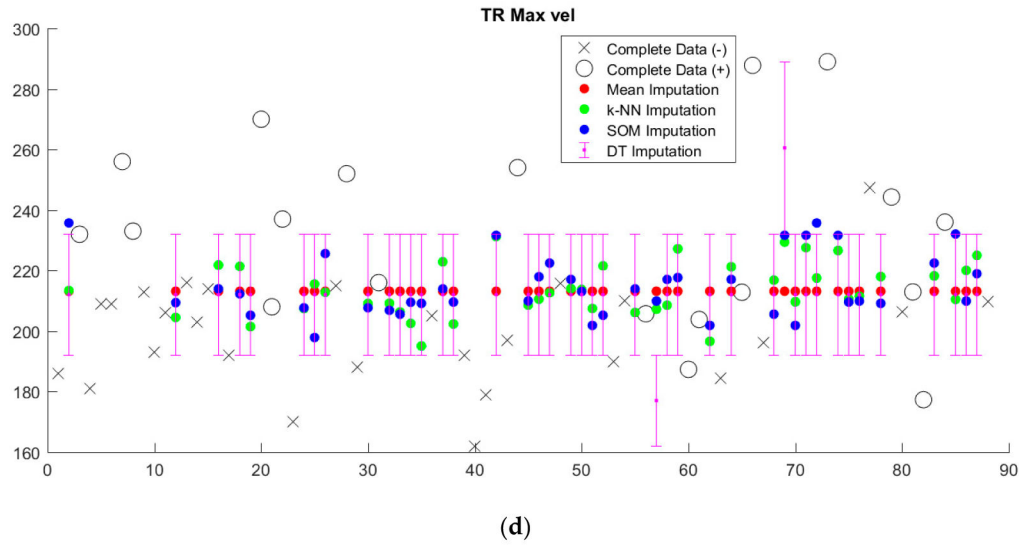 TR Max vel
300
280
260
240
220
200
180
160
Complete Data (-)
Complete Data (+)
Mean Imputation
k-NN Imputation
SOM Imputation
DT Imputation
0 10 20 30 40 50 60 70 80 90
(d)